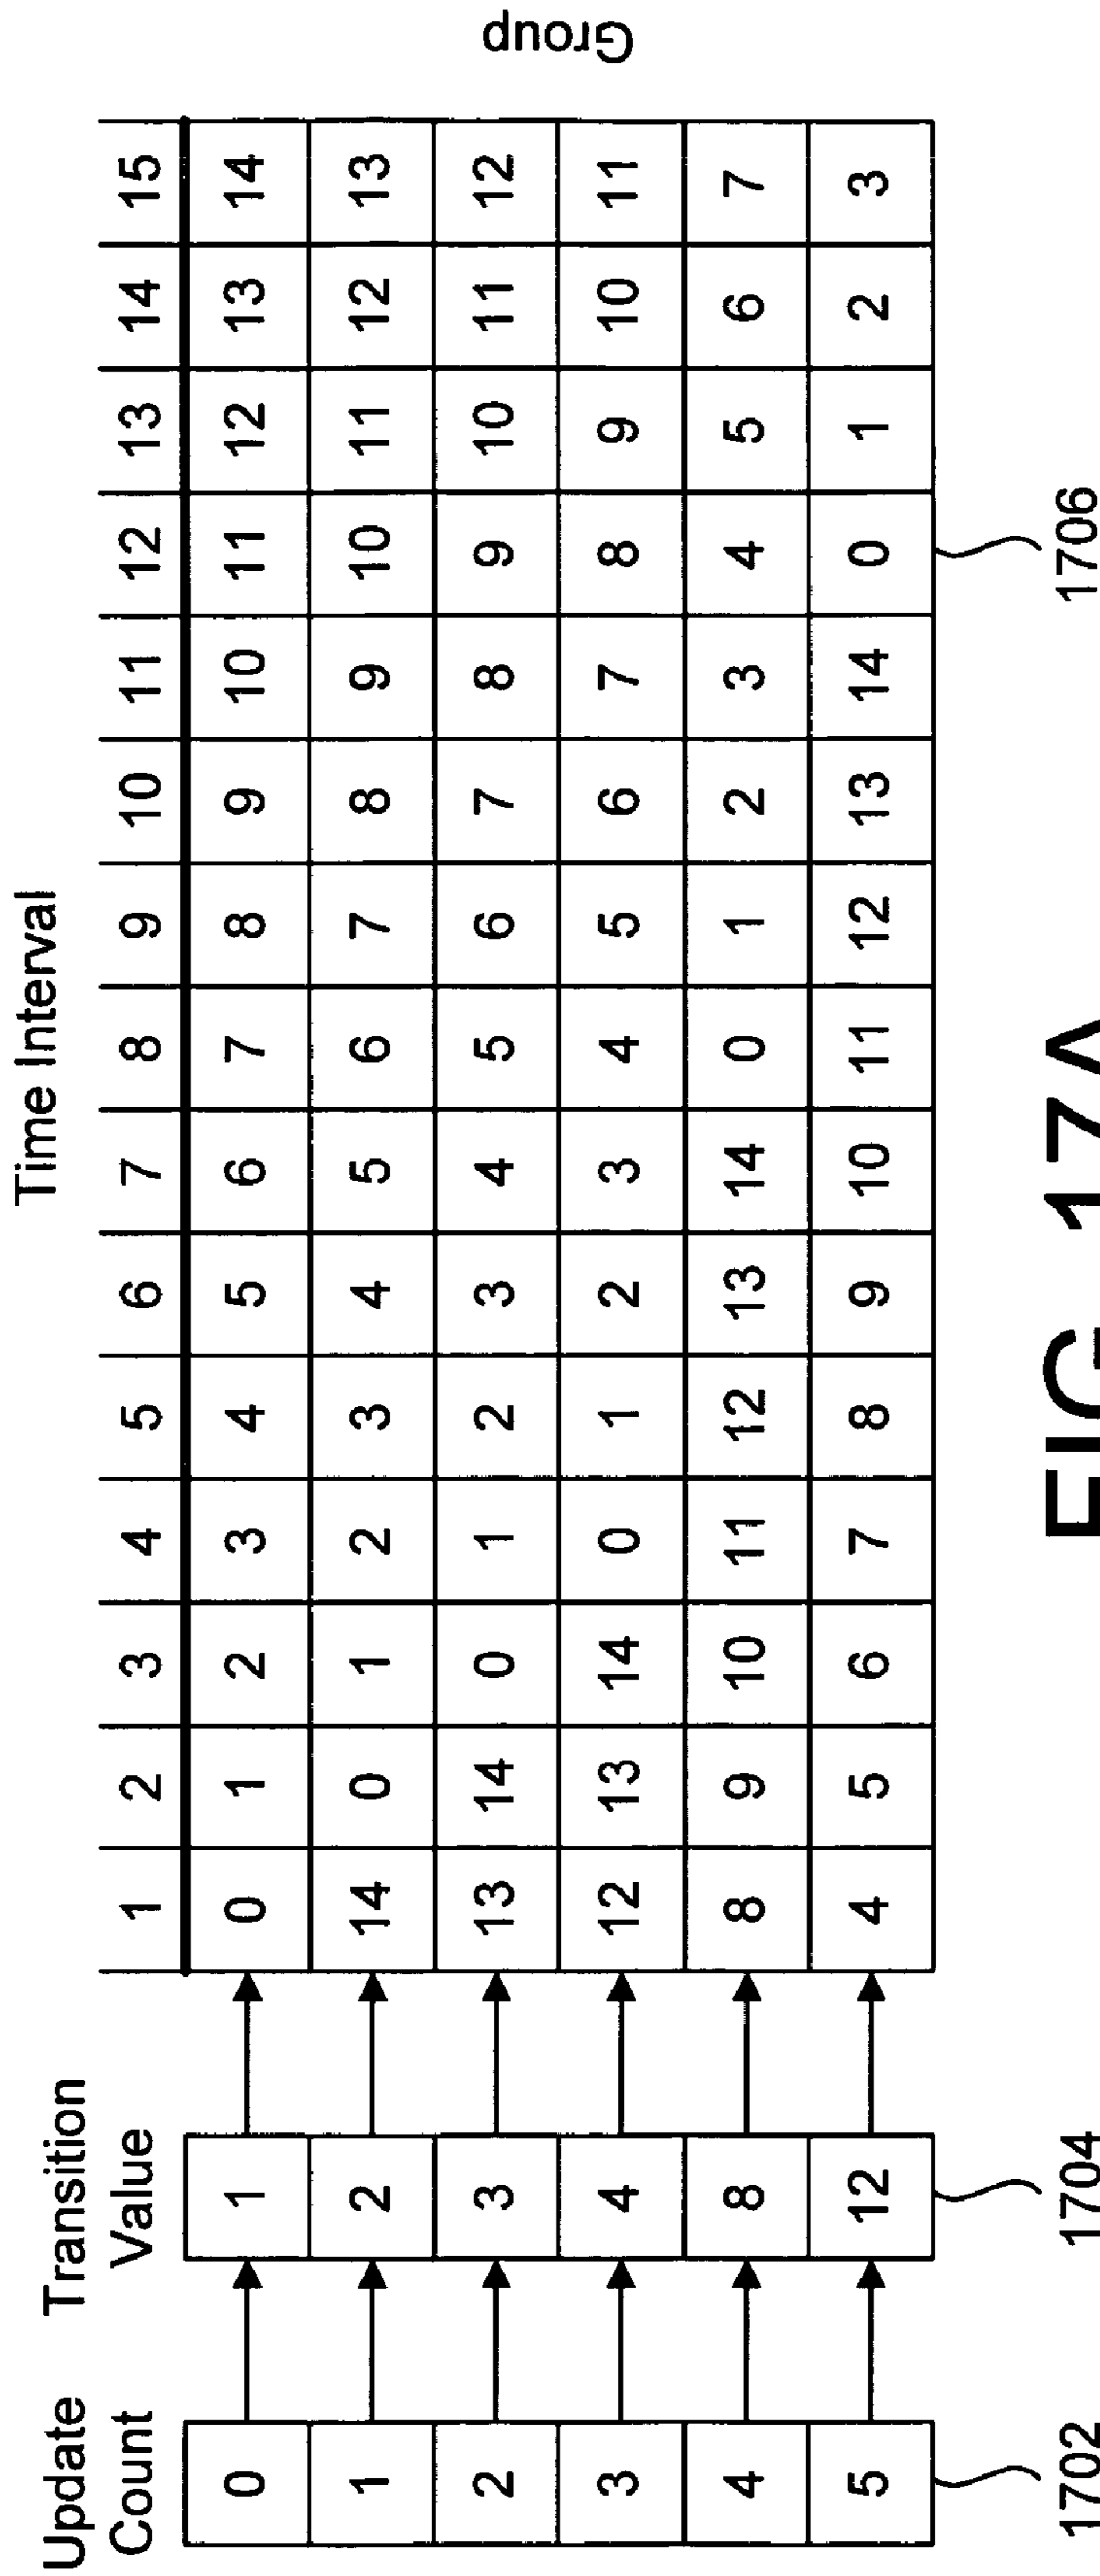 Time Interval
Update Count
Transition Value
1 2 3 4 5 6 7 8 9 10 11 12 13 14 15
0 1 0 1 2 3 4 5 6 7 8 9 10 11 12 13 14
1 2 14 0 1 2 3 4 5 6 7 8 9 10 11 12 13
2 3 13 14 0 1 2 3 4 5 6 7 8 9 10 11 12
3 4 12 13 14 0 1 2 3 4 5 6 7 8 9 10 11
4 8 8 9 10 11 12 13 14 0 1 2 3 4 5 6 7
5 12 4 5 6 7 8 9 10 11 12 13 14 0 1 2 3
Group
1702
1704
1706
FIG 17A